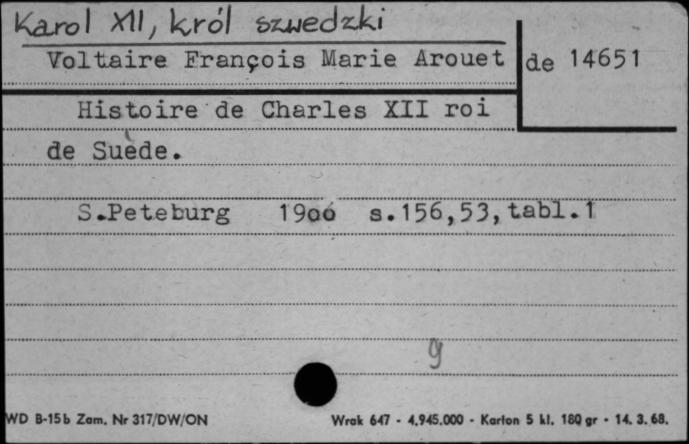 Karol XII, król szwedzki
Voltaire François Marie Arouet de 14651
Histoire de Charles XII roi
de Suède.
S.Peteburg 1906 s.156,53,tabl.1
g
WD B-15b Zam. Nr 317/DW/ON Wrak 647 - 4.945.000 - Karton 5 kl. 180 gr - 14. 3. 68.